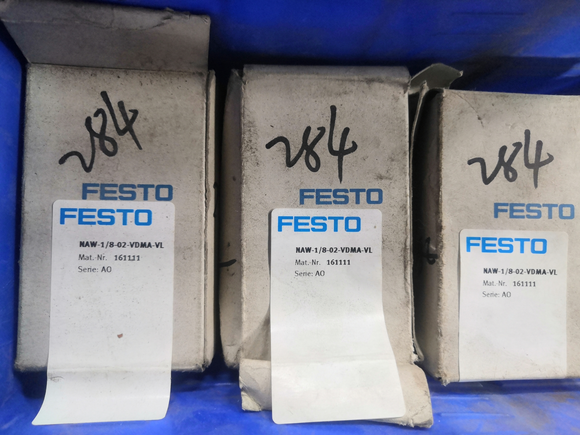 284
FESTO
FESTO
NAW-1/8-02-VDMA-VL
Mat.-Nr. 161111
Serie: AO
284
FESTO
FESTO
NAW-1/8-02-VDMA-VL
Mat.-Nr. 161111
Serie: AO
284
FESTO
FESTO
NAW-1/8-02-VDMA-VL
Mat.-Nr. 161111
Serie: AO